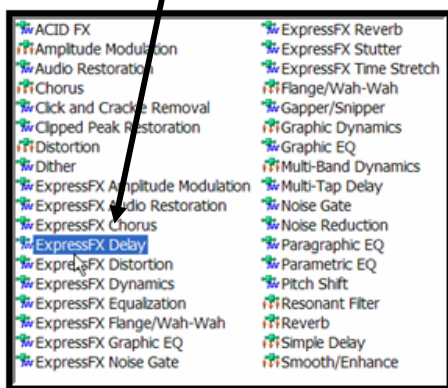 ACID FX
Amplitude Modulation
Audio Restoration
Chorus
Click and Crackle Removal
Clipped Peak Restoration
Distortion
Dither
ExpressFX Amplitude Modulation
ExpressFX Audio Restoration
ExpressFX Chorus
ExpressFX Delay
ExpressFX Distortion
ExpressFX Dynamics
ExpressFX Equalization
ExpressFX Flange/Wah-Wah
ExpressFX Graphic EQ
ExpressFX Noise Gate
ExpressFX Reverb
ExpressFX Stutter
ExpressFX Time Stretch
Flange/Wah-Wah
Gapper/Snipper
Graphic Dynamics
Graphic EQ
Multi-Band Dynamics
Multi-Tap Delay
Noise Gate
Noise Reduction
Paragraphic EQ
Parametric EQ
Pitch Shift
Resonant Filter
Reverb
Simple Delay
Smooth/Enhance